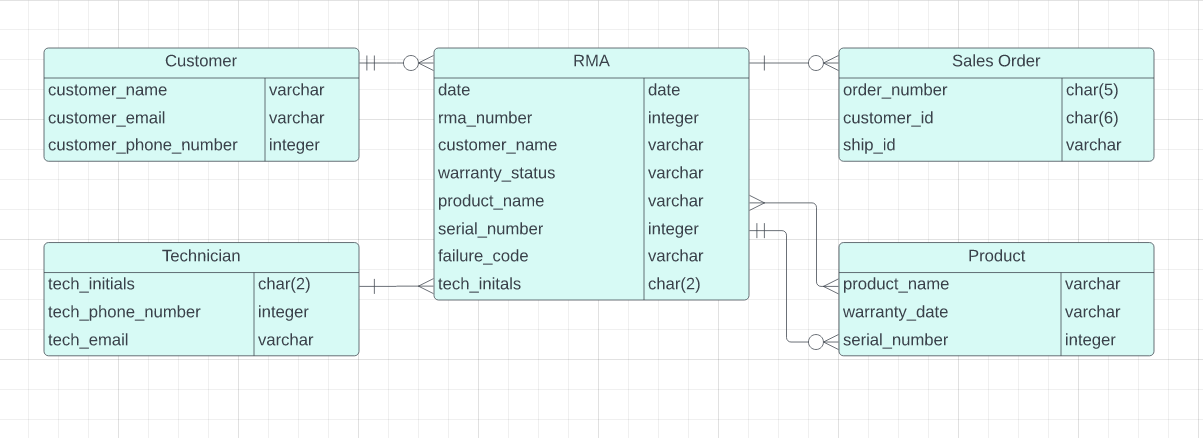 Customer
customer_name varchar
customer_email varchar
customer_phone_number integer
RMA
date date
rma_number integer
customer_name varchar
warranty_status varchar
product_name varchar
serial_number integer
failure_code varchar
tech_initals char(2)
Sales Order
order_number char(5)
customer_id char(6)
ship_id varchar
Technician
tech_initials char(2)
tech_phone_number integer
tech_email varchar
Product
product_name varchar
warranty_date varchar
serial_number integer